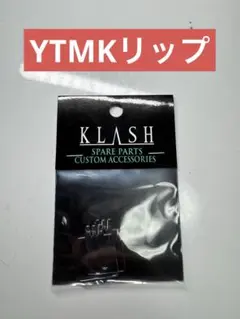 YTMKリップ
KLASH
SPARE PARTS
CUSTOM ACCESSORIES